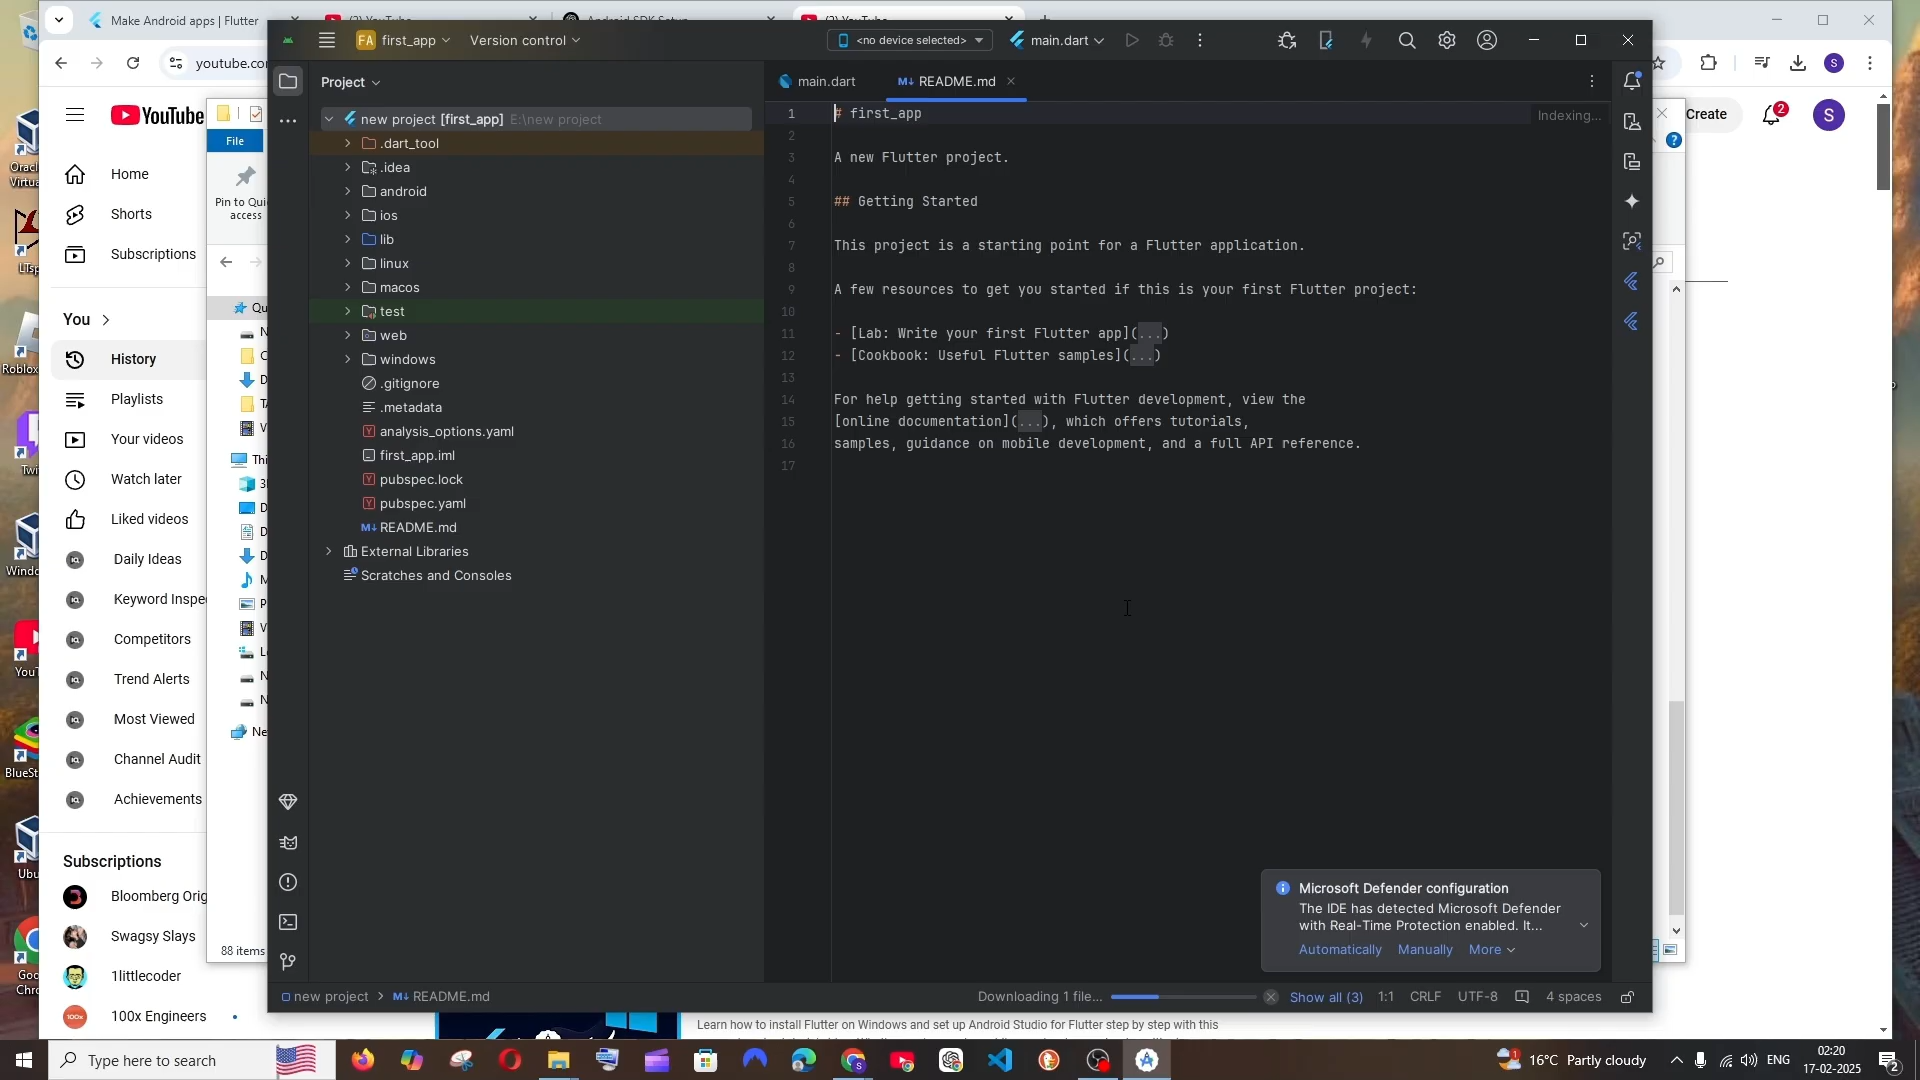 Make Android apps | Flutter
(2) YouTube
Android SDK Setup
(2) YouTube
youtube.co
YouTube
Home
Shorts
Subscriptions
You
History
Playlists
Your videos
Watch later
Liked videos
Daily Ideas
Keyword Inspe
Competitors
Trend Alerts
Most Viewed
Channel Audit
Achievements
Subscriptions
Bloomberg Orig
Swagsy Slays
1littlecoder
100x Engineers
File
Pin to Quic
access
88 items
FA first_app
Version control
<no device selected>
main.dart
Project
new project [first_app] E:\new project
.dart_tool
.idea
android
ios
lib
linux
macos
test
web
windows
.gitignore
.metadata
analysis_options.yaml
first_app.iml
pubspec.lock
pubspec.yaml
README.md
External Libraries
Scratches and Consoles
main.dart
README.md
Indexing...
1 # first_app
2
3 A new Flutter project.
4
5 ## Getting Started
6
7 This project is a starting point for a Flutter application.
8
9 A few resources to get you started if this is your first Flutter project:
10
11 - [Lab: Write your first Flutter app](...)
12 - [Cookbook: Useful Flutter samples](...)
13
14 For help getting started with Flutter development, view the
15 [online documentation](...), which offers tutorials,
16 samples, guidance on mobile development, and a full API reference.
17
Microsoft Defender configuration
The IDE has detected Microsoft Defender
with Real-Time Protection enabled. It...
Automatically Manually More
new project > README.md
Downloading 1 file...
Show all (3)
1:1
CRLF
UTF-8
4 spaces
Create
2
S
Learn how to install Flutter on Windows and set up Android Studio for Flutter step by step with this
Type here to search
16°C Partly cloudy
ENG
02:20
17-02-2025
2